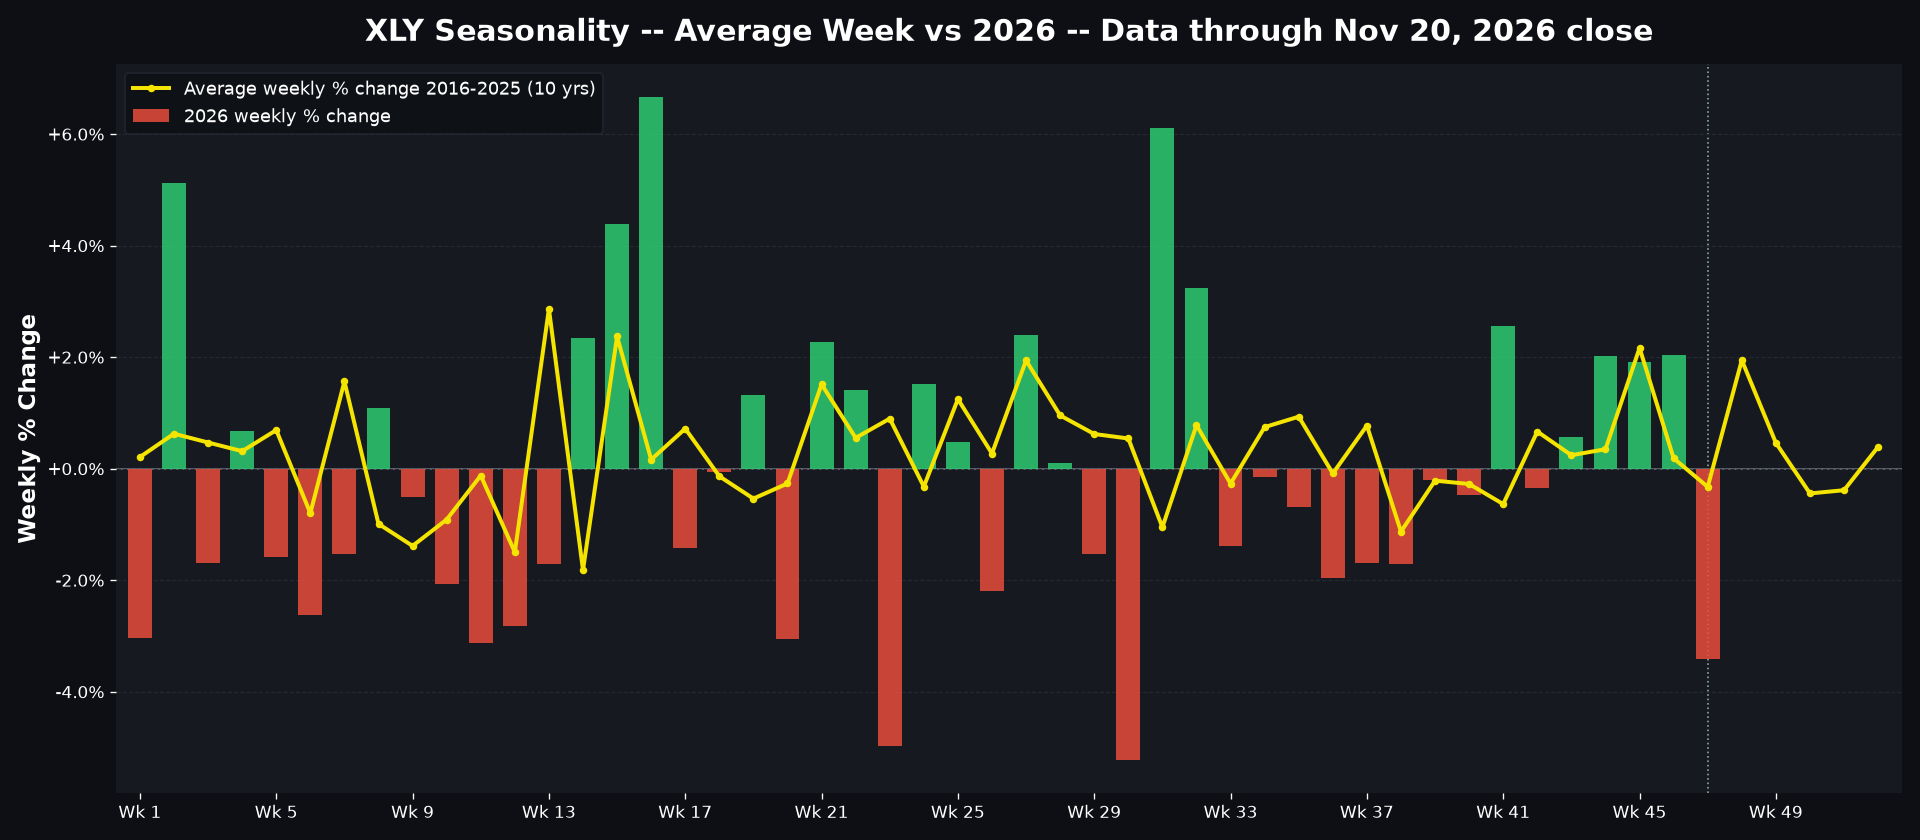 XLY Seasonality -- Average Week vs 2026 -- Data through Nov 20, 2026 close
Average weekly % change 2016-2025 (10 yrs)
2026 weekly % change
Weekly % Change
+6.0%
+4.0%
+2.0%
+0.0%
-2.0%
-4.0%
Wk 1 Wk 5 Wk 9 Wk 13 Wk 17 Wk 21 Wk 25 Wk 29 Wk 33 Wk 37 Wk 41 Wk 45 Wk 49